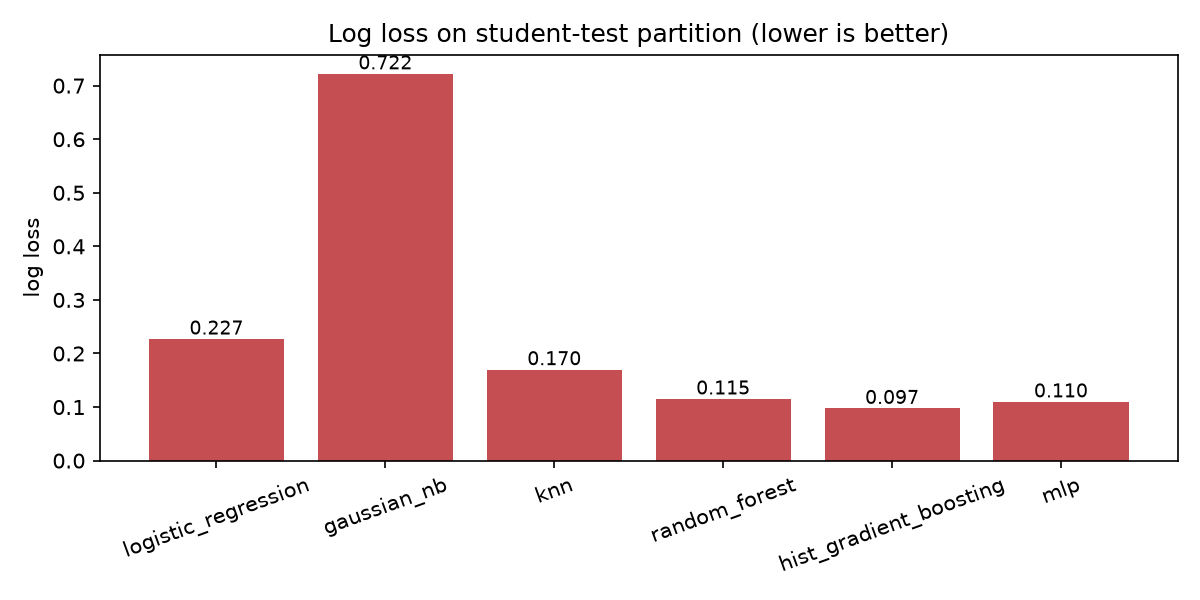 Log loss on student-test partition (lower is better)
log loss
0.7
0.6
0.5
0.4
0.3
0.2
0.1
0.0
0.227
0.722
0.170
0.115
0.097
0.110
logistic_regression
gaussian_nb
knn
random_forest
hist_gradient_boosting
mlp